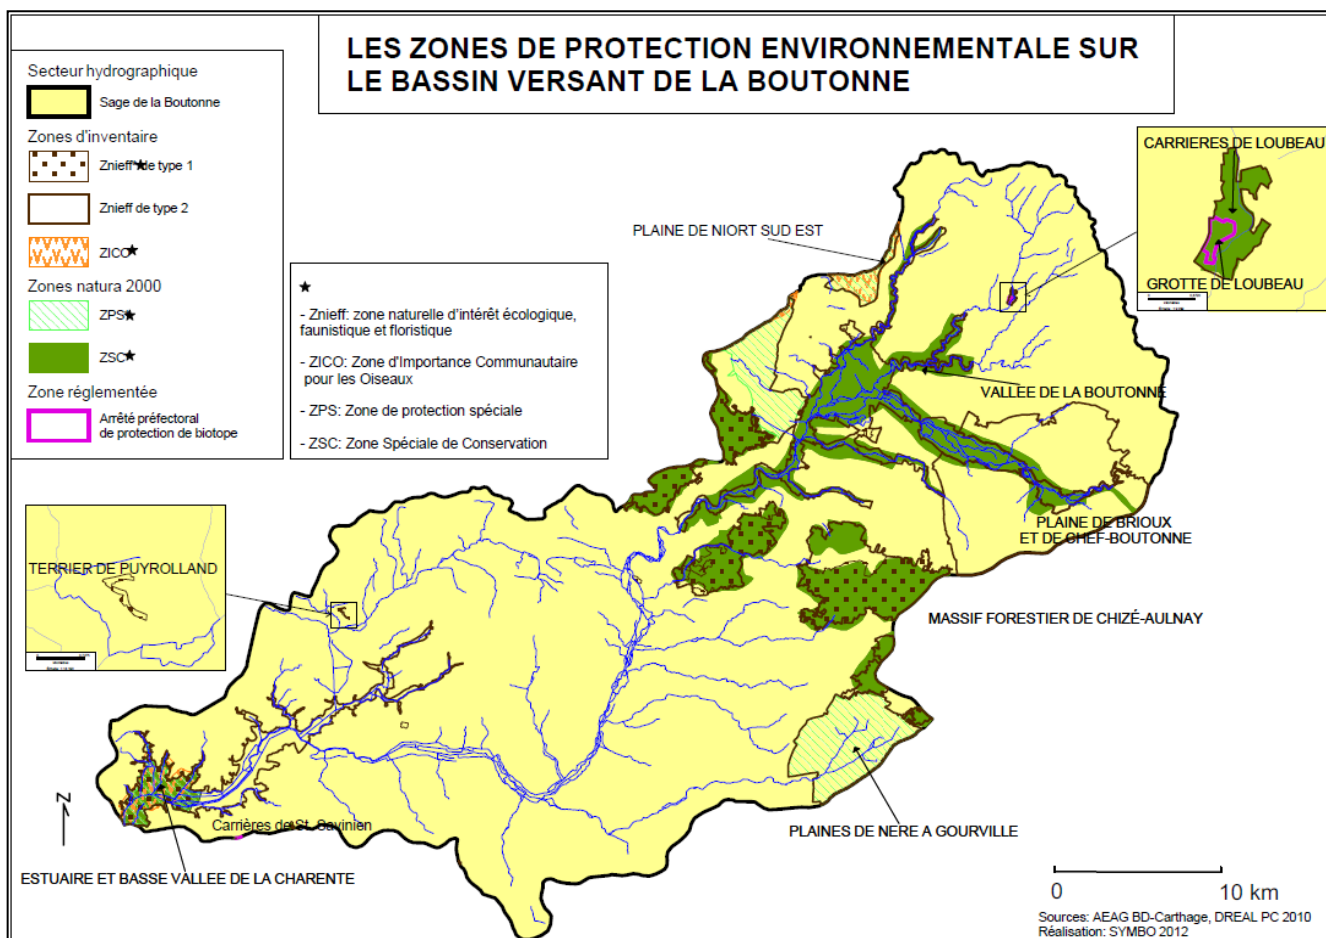 LES ZONES DE PROTECTION ENVIRONNEMENTALE SUR
LE BASSIN VERSANT DE LA BOUTONNE
Secteur hydrographique
Sage de la Boutonne
Zones d'inventaire
Znieff★de type 1
Znieff de type 2
ZICO★
Zones natura 2000
ZPS★
ZSC★
Zone réglementée
Arrêté préfectoral
de protection de biotope
★
- Znieff: zone naturelle d'intérêt écologique,
faunistique et floristique
- ZICO: Zone d'Importance Communautaire
pour les Oiseaux
- ZPS: Zone de protection spéciale
- ZSC: Zone Spéciale de Conservation
CARRIERES DE LOUBEAU
GROTTE DE LOUBEAU
PLAINE DE NIORT SUD EST
VALLEE DE LA BOUTONNE
PLAINE DE BRIOUX
ET DE CHEF-BOUTONNE
TERRIER DE PUYROLLAND
MASSIF FORESTIER DE CHIZÉ-AULNAY
Carrières de St. Savinien
PLAINES DE NERE A GOURVILLE
ESTUAIRE ET BASSE VALLEE DE LA CHARENTE
N
0 10 km
Sources: AEAG BD-Carthage, DREAL PC 2010
Réalisation: SYMBO 2012